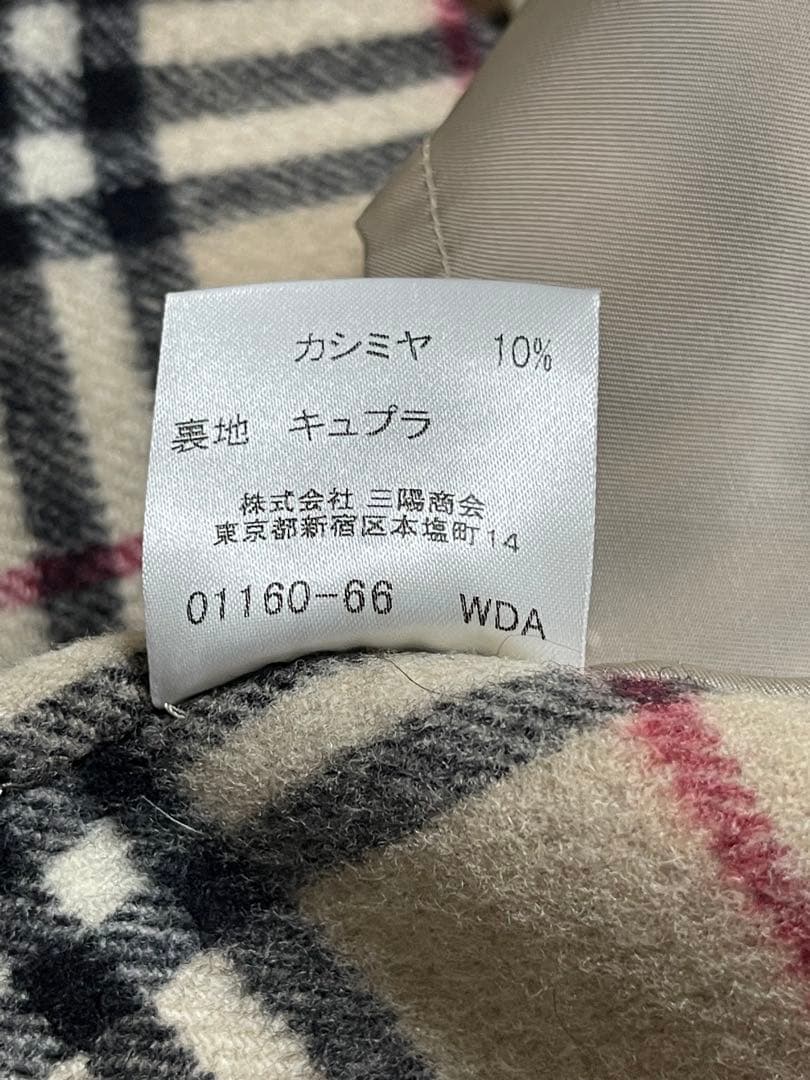 カシミヤ 10%
裏地 キュプラ
株式会社 三陽商会
東京都新宿区本塩町14
01160-66 WDA